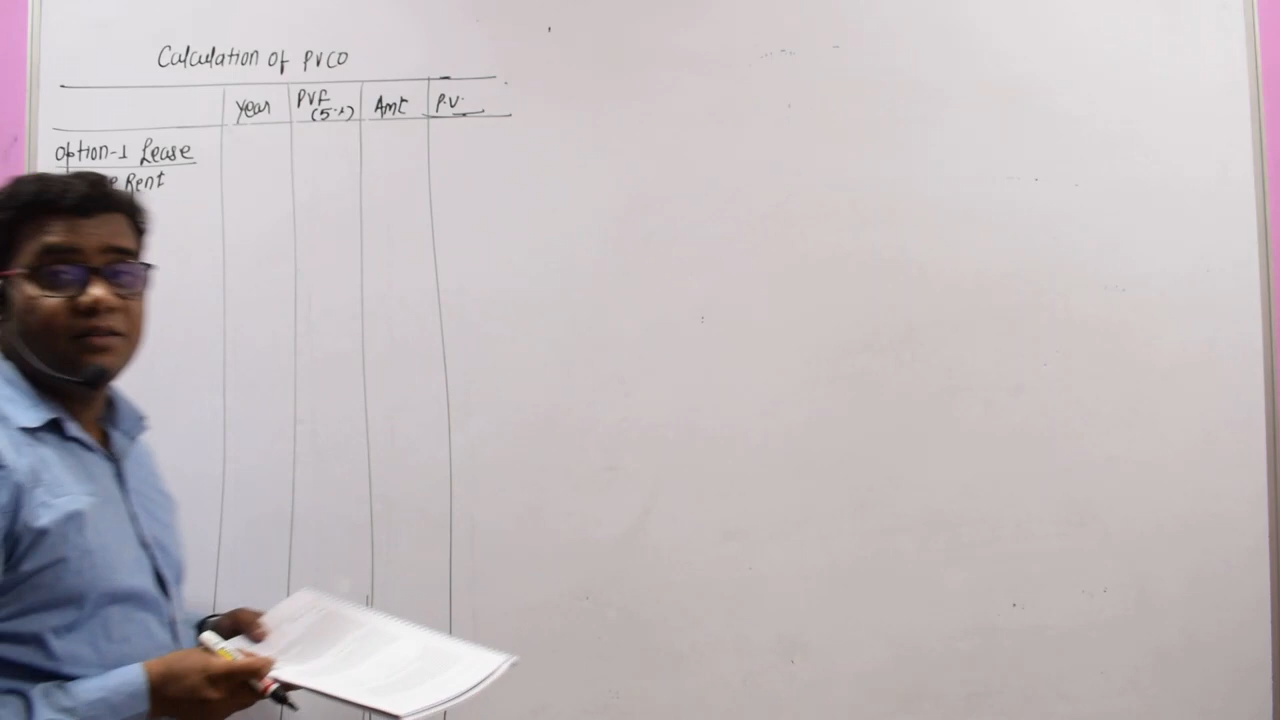 Calculation of PVCO
Year PVF (5%) Amt P.V.
Option-1 Lease
Rent